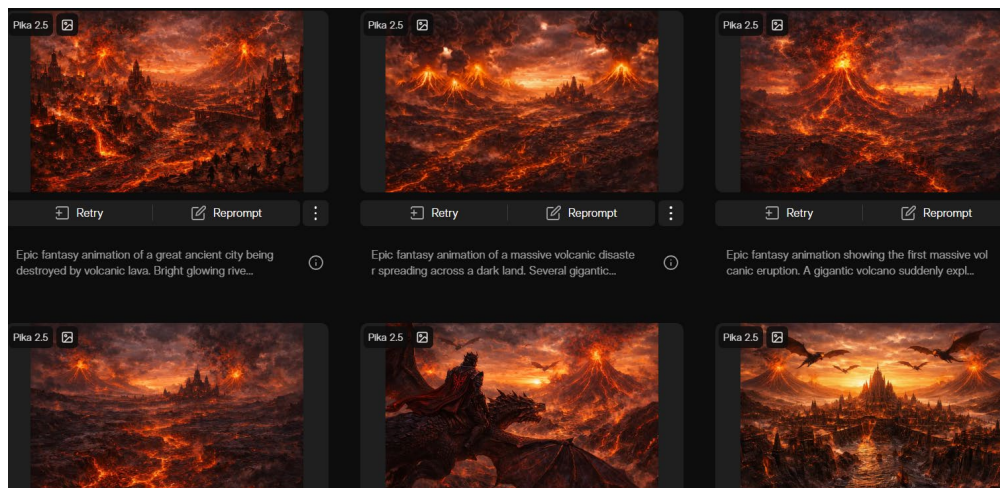 Pika 2.5
Pika 2.5
Pika 2.5
Retry
Reprompt
Retry
Reprompt
Retry
Reprompt
Epic fantasy animation of a great ancient city being
destroyed by volcanic lava. Bright glowing rive...
Epic fantasy animation of a massive volcanic disaste
r spreading across a dark land. Several gigantic...
Epic fantasy animation showing the first massive vol
canic eruption. A gigantic volcano suddenly expl...
Pika 2.5
Pika 2.5
Pika 2.5